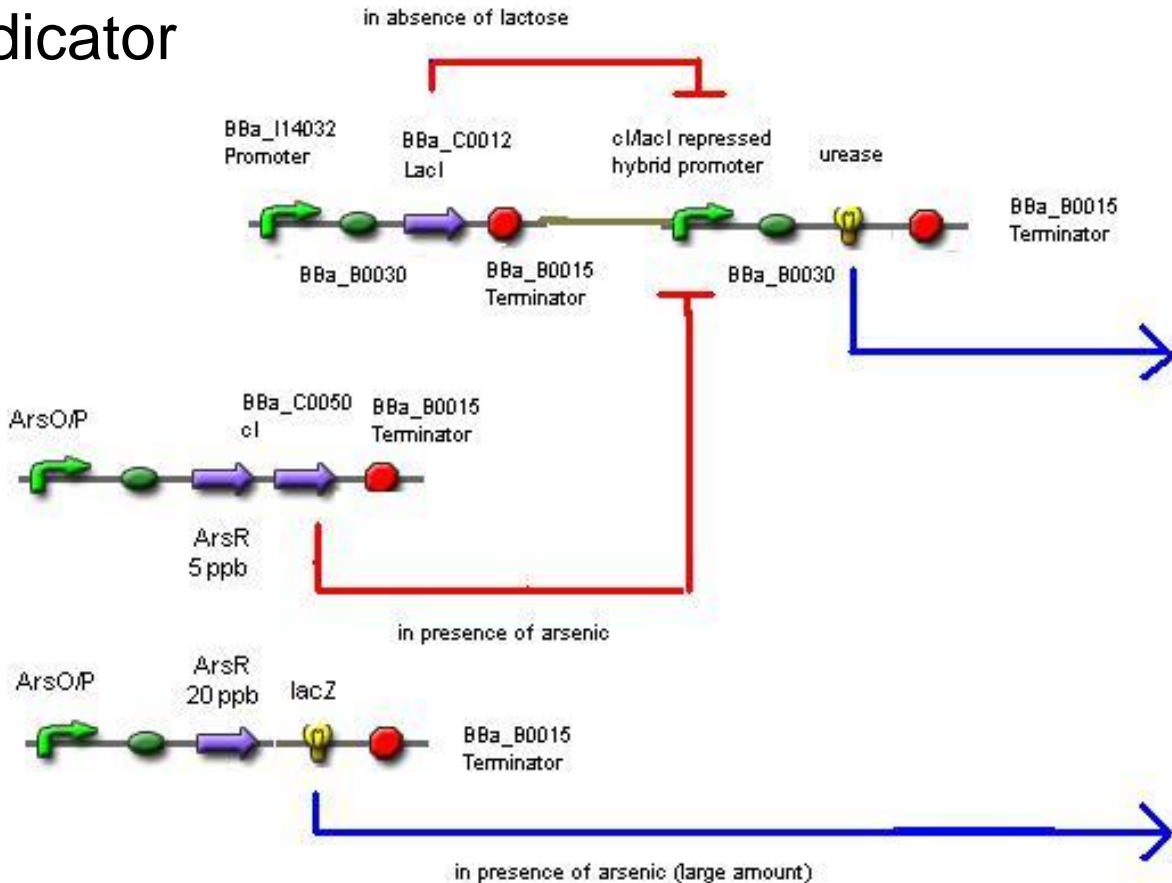 dicator
in absence of lactose
BBa_I14032
Promoter
BBa_C0012
LacI
cI/lacI repressed
hybrid promoter
urease
BBa_B0015
Terminator
BBa_B0030
BBa_B0015
Terminator
BBa_B0030
ArsO/P
BBa_C0050
cI
BBa_B0015
Terminator
ArsR
5 ppb
in presence of arsenic
ArsO/P
ArsR
20 ppb
lacZ
BBa_B0015
Terminator
in presence of arsenic (large amount)